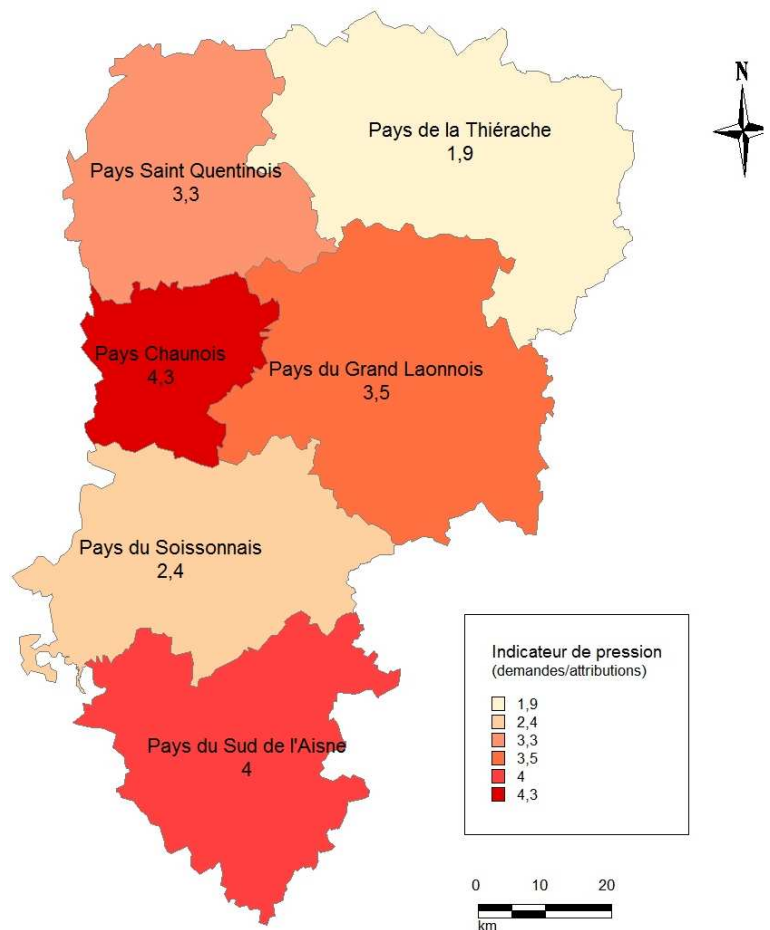 N
Pays de la Thiérache
1,9
Pays Saint Quentinois
3,3
Pays Chaunois
4,3
Pays du Grand Laonnois
3,5
Pays du Soissonnais
2,4
Pays du Sud de l'Aisne
4
Indicateur de pression
(demandes/attributions)
1,9
2,4
3,3
3,5
4
4,3
0 10 20
km